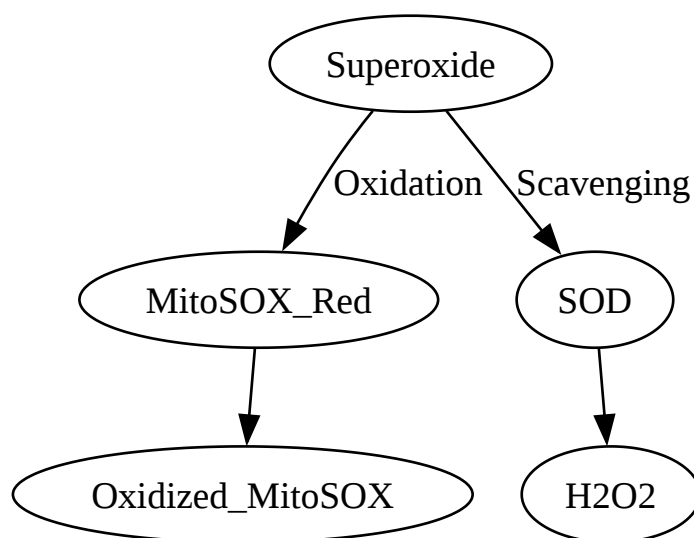 Superoxide
Oxidation
Scavenging
MitoSOX_Red
SOD
Oxidized_MitoSOX
H2O2